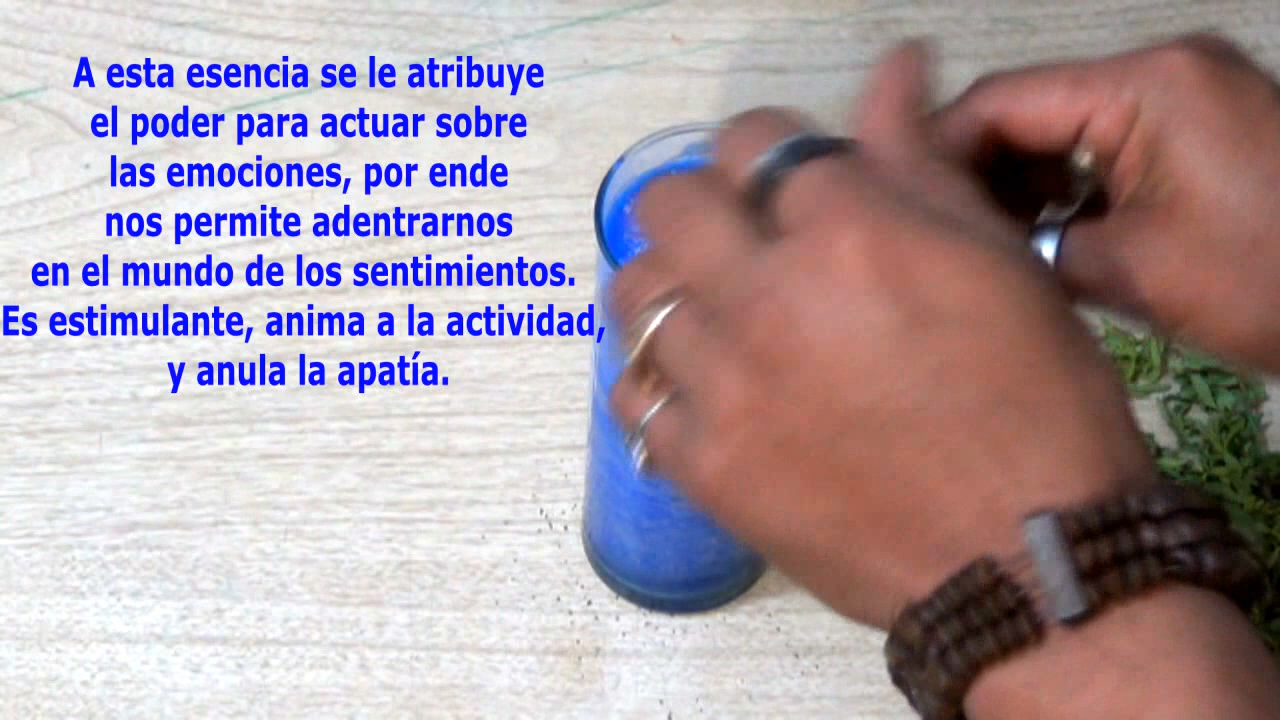 A esta esencia se le atribuye
el poder para actuar sobre
las emociones, por ende
nos permite adentrarnos
en el mundo de los sentimientos.
Es estimulante, anima a la actividad,
y anula la apatía.